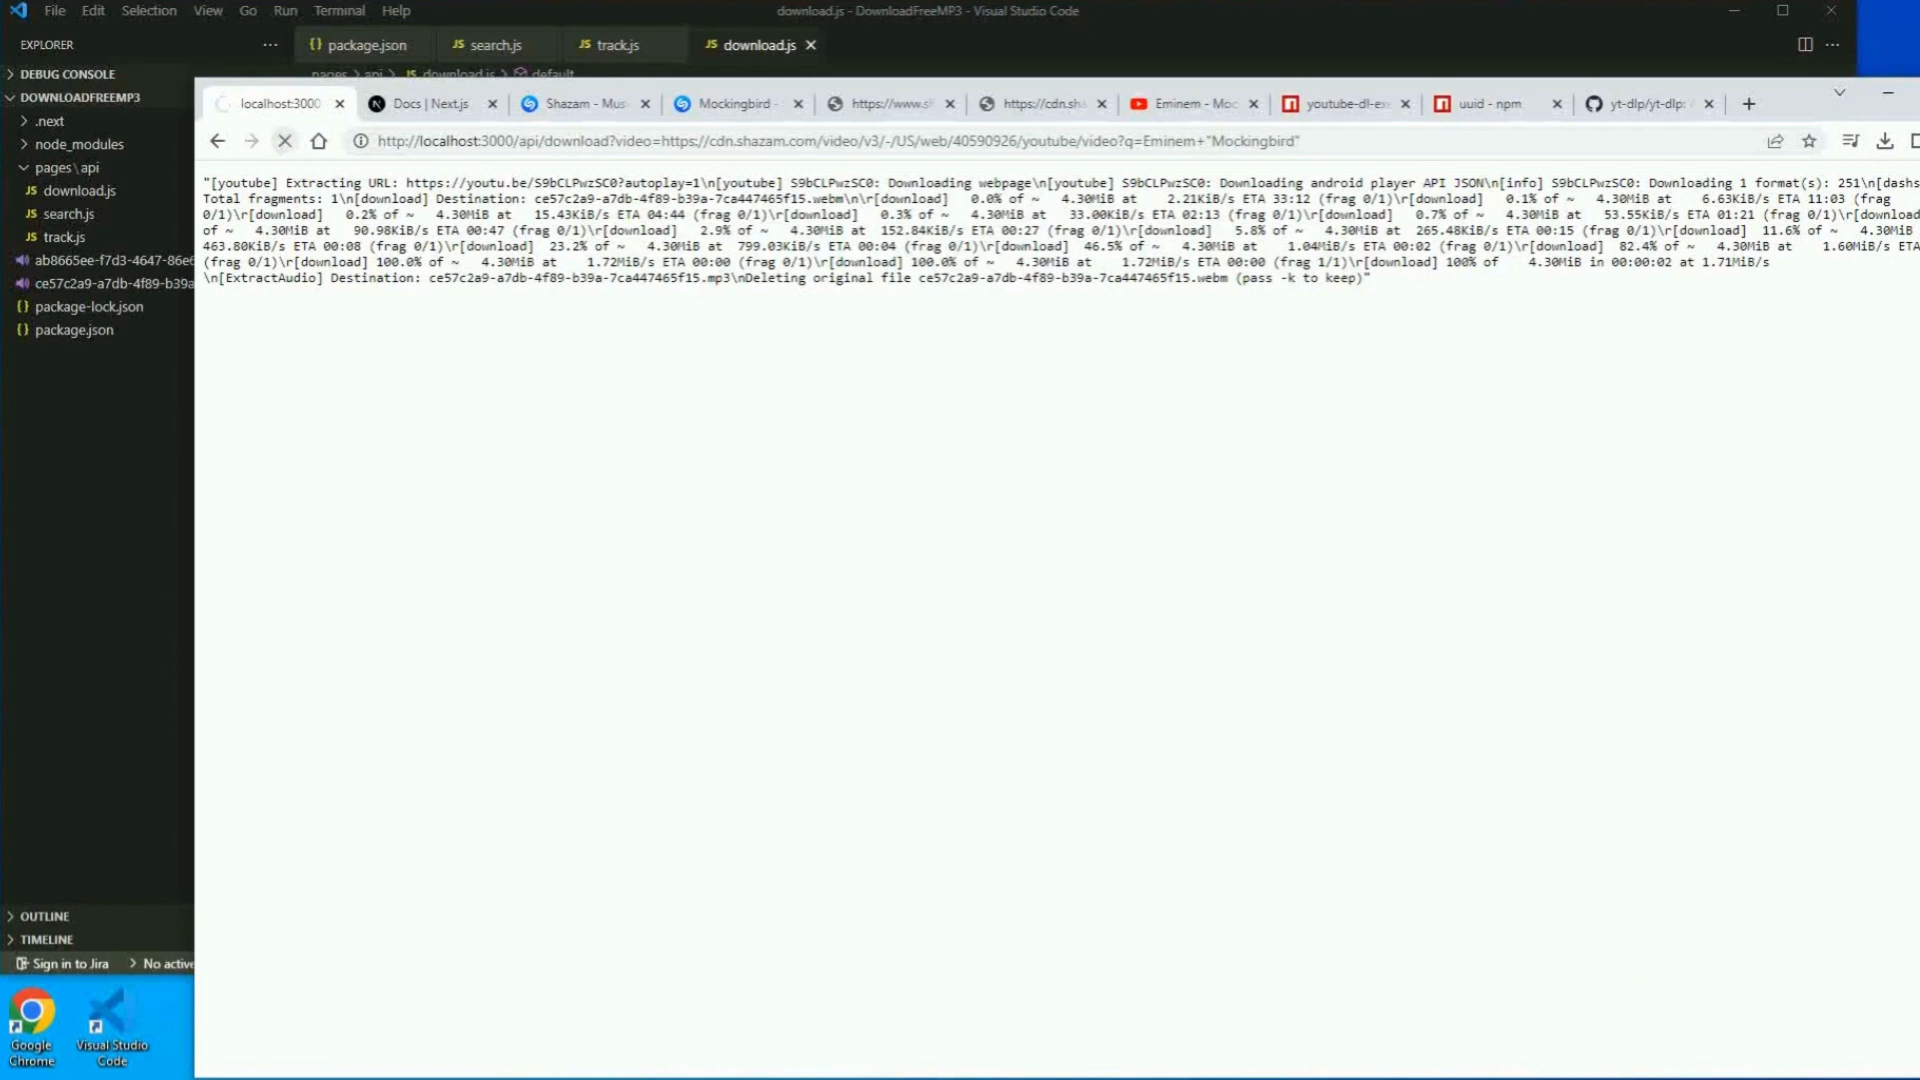 File Edit Selection View Go Run Terminal Help
download.js - DownloadFreeMP3 - Visual Studio Code
EXPLORER
package.json
JS search.js
JS track.js
JS download.js
DEBUG CONSOLE
pages > api > JS download.js > default
DOWNLOADFREEMP3
.next
node_modules
pages\api
JS download.js
JS search.js
JS track.js
ab8665ee-f7d3-4647-86e
ce57c2a9-a7db-4f89-b39a
{} package-lock.json
{} package.json
localhost:3000
Docs | Next.js
Shazam - Mus
Mockingbird -
https://www.s
https://cdn.sh
Eminem - Moc
youtube-dl-ex
uuid - npm
yt-dlp/yt-dlp:
http://localhost:3000/api/download?video=https://cdn.shazam.com/video/v3/-/US/web/40590926/youtube/video?q=Eminem+"Mockingbird"
"[youtube] Extracting URL: https://youtu.be/S9bCLPwzSC0?autoplay=1\n[youtube] S9bCLPwzSC0: Downloading webpage\n[youtube] S9bCLPwzSC0: Downloading android player API JSON\n[info] S9bCLPwzSC0: Downloading 1 format(s): 251\n[dashs
Total fragments: 1\n[download] Destination: ce57c2a9-a7db-4f89-b39a-7ca447465f15.webm\n\r[download] 0.0% of ~ 4.30MiB at 2.21KiB/s ETA 33:12 (frag 0/1)\r[download] 0.1% of ~ 4.30MiB at 6.63KiB/s ETA 11:03 (frag
0/1)\r[download] 0.2% of ~ 4.30MiB at 15.43KiB/s ETA 04:44 (frag 0/1)\r[download] 0.3% of ~ 4.30MiB at 33.00KiB/s ETA 02:13 (frag 0/1)\r[download] 0.7% of ~ 4.30MiB at 53.55KiB/s ETA 01:21 (frag 0/1)\r[download]
of ~ 4.30MiB at 90.98KiB/s ETA 00:47 (frag 0/1)\r[download] 2.9% of ~ 4.30MiB at 152.84KiB/s ETA 00:27 (frag 0/1)\r[download] 5.8% of ~ 4.30MiB at 265.48KiB/s ETA 00:15 (frag 0/1)\r[download] 11.6% of ~ 4.30MiB
463.80KiB/s ETA 00:08 (frag 0/1)\r[download] 23.2% of ~ 4.30MiB at 799.03KiB/s ETA 00:04 (frag 0/1)\r[download] 46.5% of ~ 4.30MiB at 1.04MiB/s ETA 00:02 (frag 0/1)\r[download] 82.4% of ~ 4.30MiB at 1.60MiB/s ETA
(frag 0/1)\r[download] 100.0% of ~ 4.30MiB at 1.72MiB/s ETA 00:00 (frag 0/1)\r[download] 100.0% of ~ 4.30MiB at 1.72MiB/s ETA 00:00 (frag 1/1)\r[download] 100% of 4.30MiB in 00:00:02 at 1.71MiB/s
\n[ExtractAudio] Destination: ce57c2a9-a7db-4f89-b39a-7ca447465f15.mp3\nDeleting original file ce57c2a9-a7db-4f89-b39a-7ca447465f15.webm (pass -k to keep)"
OUTLINE
TIMELINE
Sign in to Jira
No active
Google Chrome
Visual Studio Code